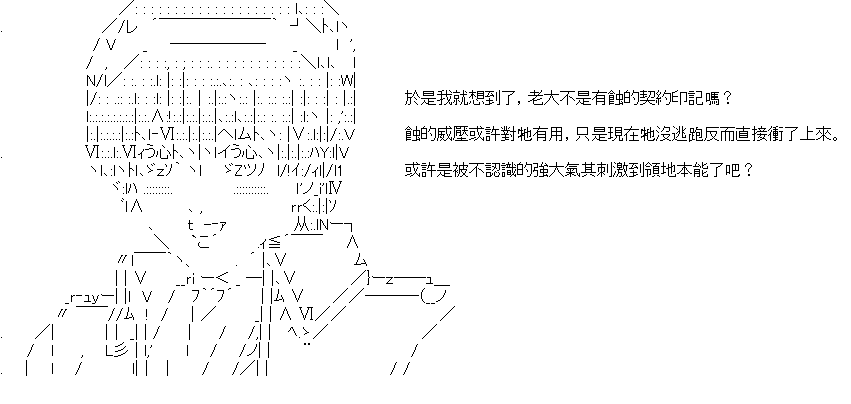 於是我就想到了，老大不是有蝕的契約印記嗎？
蝕的威壓或許對牠有用，只是現在牠沒逃跑反而直接衝了上來。
或許是被不認識的強大氣其刺激到領地本能了吧？